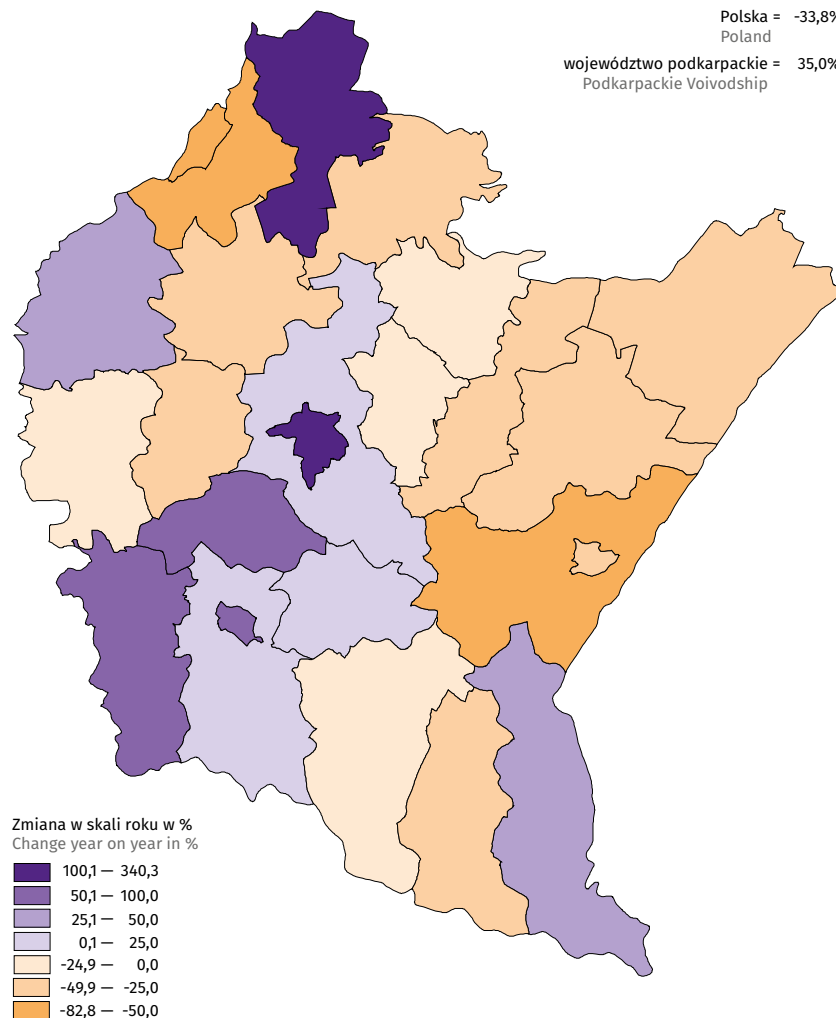 Polska = -33,8%
Poland
województwo podkarpackie = 35,0%
Podkarpackie Voivodship
Zmiana w skali roku w %
Change year on year in %
100,1 — 340,3
50,1 — 100,0
25,1 — 50,0
0,1 — 25,0
-24,9 — 0,0
-49,9 — -25,0
-82,8 — -50,0